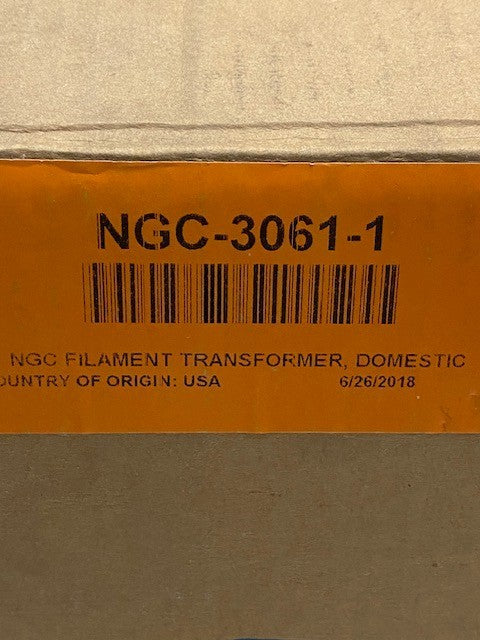 NGC-3061-1
NGC FILAMENT TRANSFORMER, DOMESTIC
OUNTRY OF ORIGIN: USA 6/26/2018